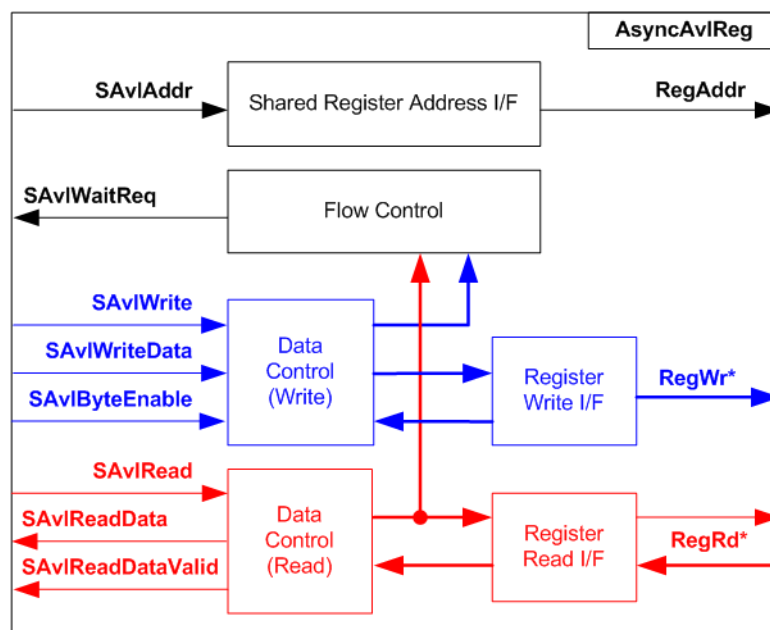 AsyncAvlReg
SAvlAddr
Shared Register Address I/F
RegAddr
SAvlWaitReq
Flow Control
SAvlWrite
SAvlWriteData
SAvlByteEnable
Data
Control
(Write)
Register
Write I/F
RegWr*
SAvlRead
SAvlReadData
SAvlReadDataValid
Data
Control
(Read)
Register
Read I/F
RegRd*